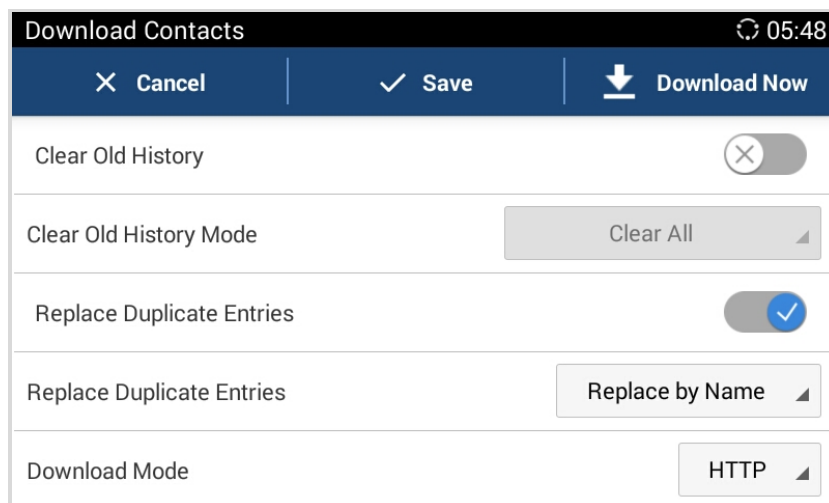 Download Contacts 05:48
Cancel Save Download Now
Clear Old History
Clear Old History Mode Clear All
Replace Duplicate Entries
Replace Duplicate Entries Replace by Name
Download Mode HTTP